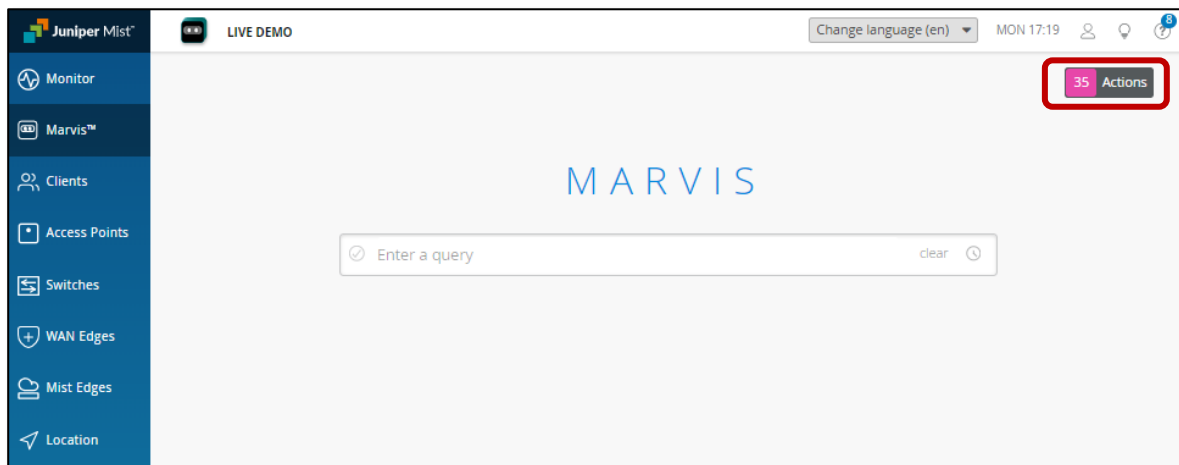 Juniper Mist™
LIVE DEMO
Change language (en)
MON 17:19
8
Monitor
35 Actions
Marvis™
MARVIS
Clients
Access Points
Enter a query
clear
Switches
WAN Edges
Mist Edges
Location